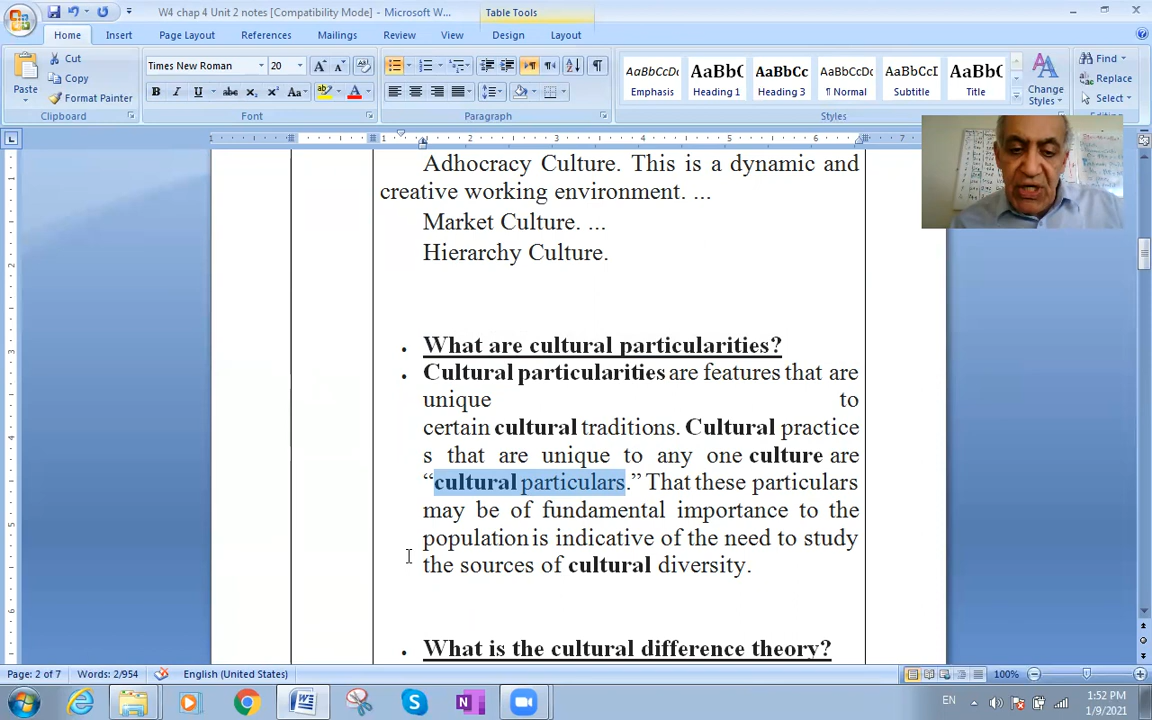 W4 chap 4 Unit 2 notes [Compatibility Mode] - Microsoft W...
Table Tools
Home Insert Page Layout References Mailings Review View Design Layout
Cut
Copy
Format Painter
Paste
Clipboard
Times New Roman 20
Font
Paragraph
AaBbCcDc AaBb( AaBbCc AaBbCcDc AaBbCcI AaBb(
Emphasis Heading 1 Heading 3 ¶ Normal Subtitle Title
Change
Styles
Styles
Find
Replace
Select
Editing
Adhocracy Culture. This is a dynamic and
creative working environment. ...
Market Culture. ...
Hierarchy Culture.
• What are cultural particularities?
• Cultural particularities are features that are
unique to
certain cultural traditions. Cultural practice
s that are unique to any one culture are
“cultural particulars.” That these particulars
may be of fundamental importance to the
population is indicative of the need to study
the sources of cultural diversity.
• What is the cultural difference theory?
Page: 2 of 7 Words: 2/954 English (United States) 100%
EN 1:52 PM
1/9/2021